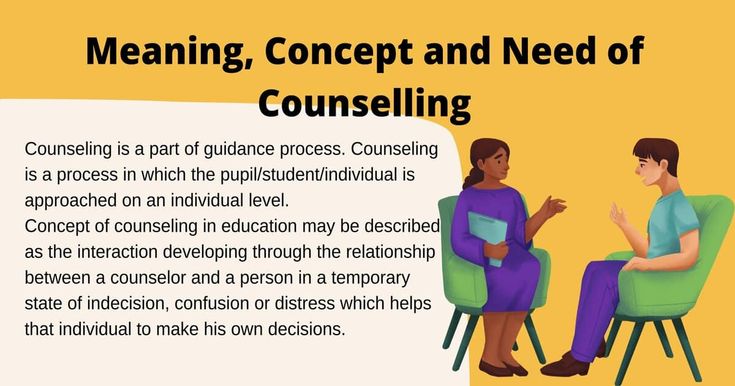 Meaning, Concept and Need of
Counselling
Counseling is a part of guidance process. Counseling
is a process in which the pupil/student/individual is
approached on an individual level.
Concept of counseling in education may be described
as the interaction developing through the relationship
between a counselor and a person in a temporary
state of indecision, confusion or distress which helps
that individual to make his own decisions.